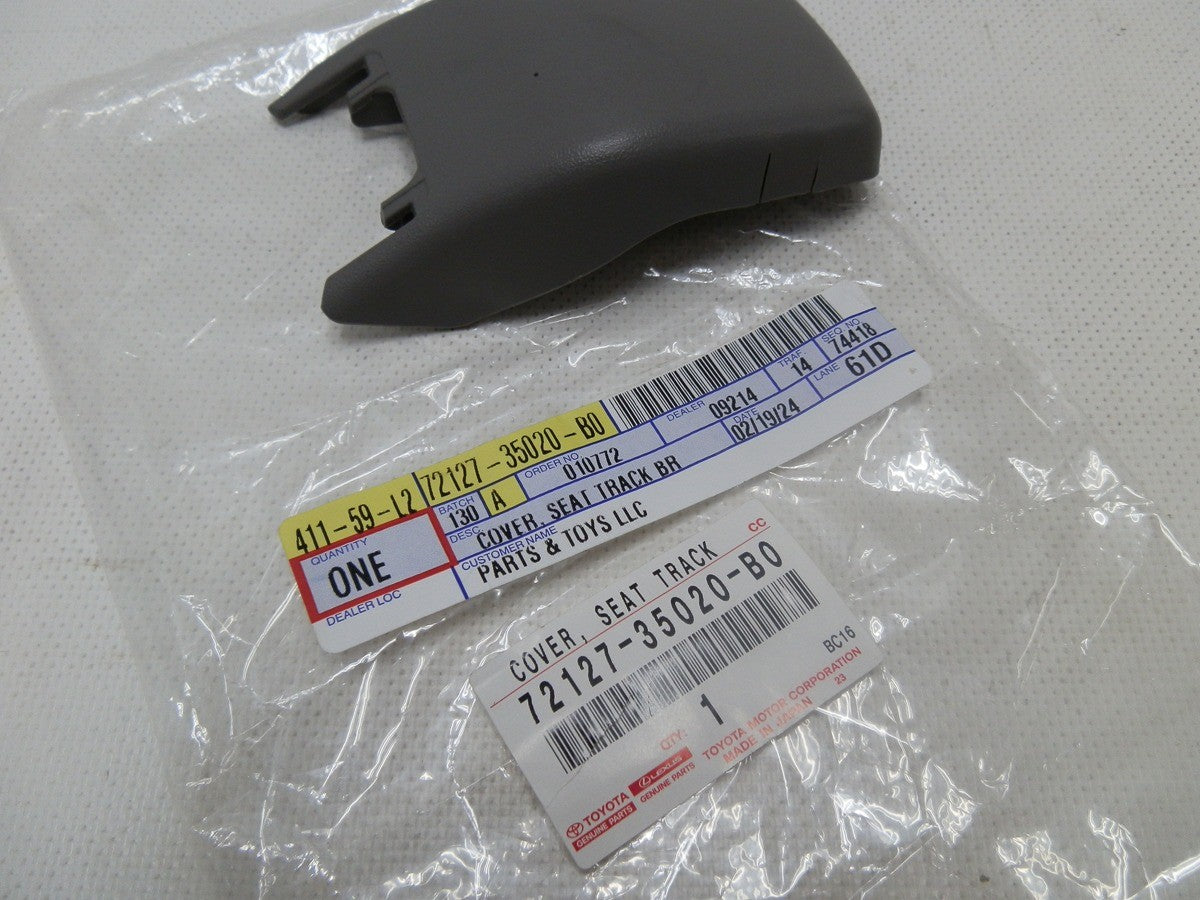 411-59-L2 72127-35020-B0
QUANTITY
ONE
DEALER LOC
BATCH
130 A
ORDER NO
010772
DEALER
09214
TRAF
14
SEQ. NO
74418
DESC.
COVER, SEAT TRACK BR
DATE
02/19/24
LANE
61D
CUSTOMER NAME
PARTS & TOYS LLC
COVER, SEAT TRACK
CC
72127-35020-B0
QTY: 1
BC16
TOYOTA
GENUINE PARTS
LEXUS
GENUINE PARTS
TOYOTA MOTOR CORPORATION
MADE IN JAPAN 23